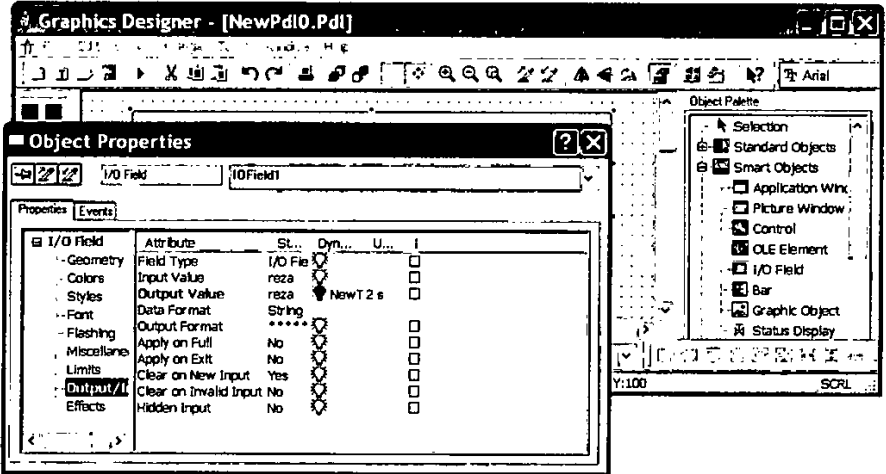 Graphics Designer - [NewPdl0.Pdl]
Arial
Object Palette
Selection
Standard Objects
Smart Objects
Application Winc
Picture Window
Control
OLE Element
I/O Field
Bar
Graphic Object
Status Display
Y:100
SCRL
Object Properties
I/O Field
IOField1
Properties Events
I/O Field
Geometry
Colors
Styles
Font
Flashing
Miscellane
Limits
Output/I
Effects
Attribute St... Dyn... U... I
Field Type I/O Fie
Input Value reza
Output Value reza NewT 2 s
Data Format String
Output Format *****
Apply on Full No
Apply on Exit No
Clear on New Input Yes
Clear on Invalid Input No
Hidden Input No